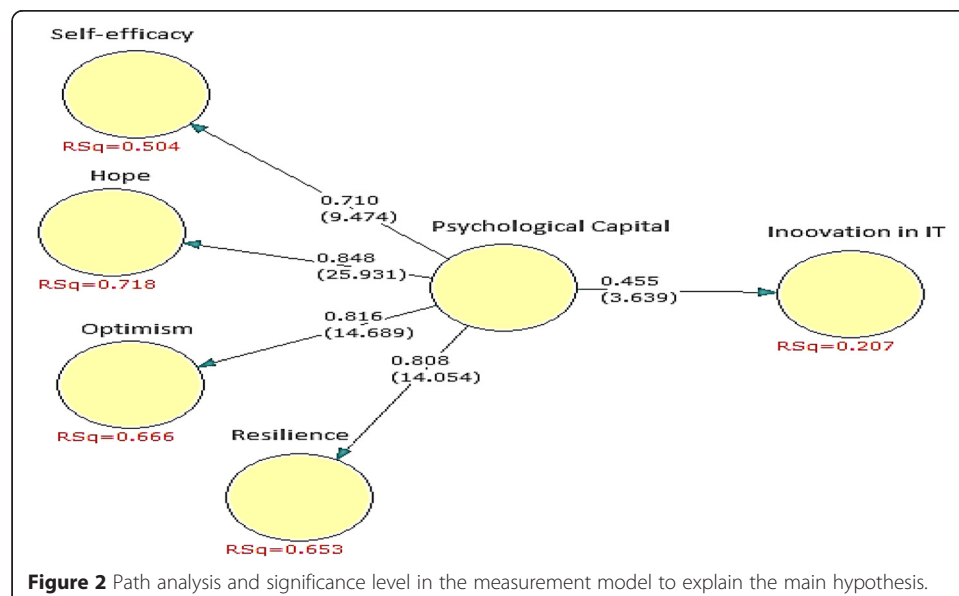 Self-efficacy
RSq=0.504
Hope
RSq=0.718
Optimism
RSq=0.666
Resilience
RSq=0.653
0.710
(9.474)
0.848
(25.931)
0.816
(14.689)
0.808
(14.054)
Psychological Capital
0.455
(3.639)
Inoovation in IT
RSq=0.207
Figure 2 Path analysis and significance level in the measurement model to explain the main hypothesis.